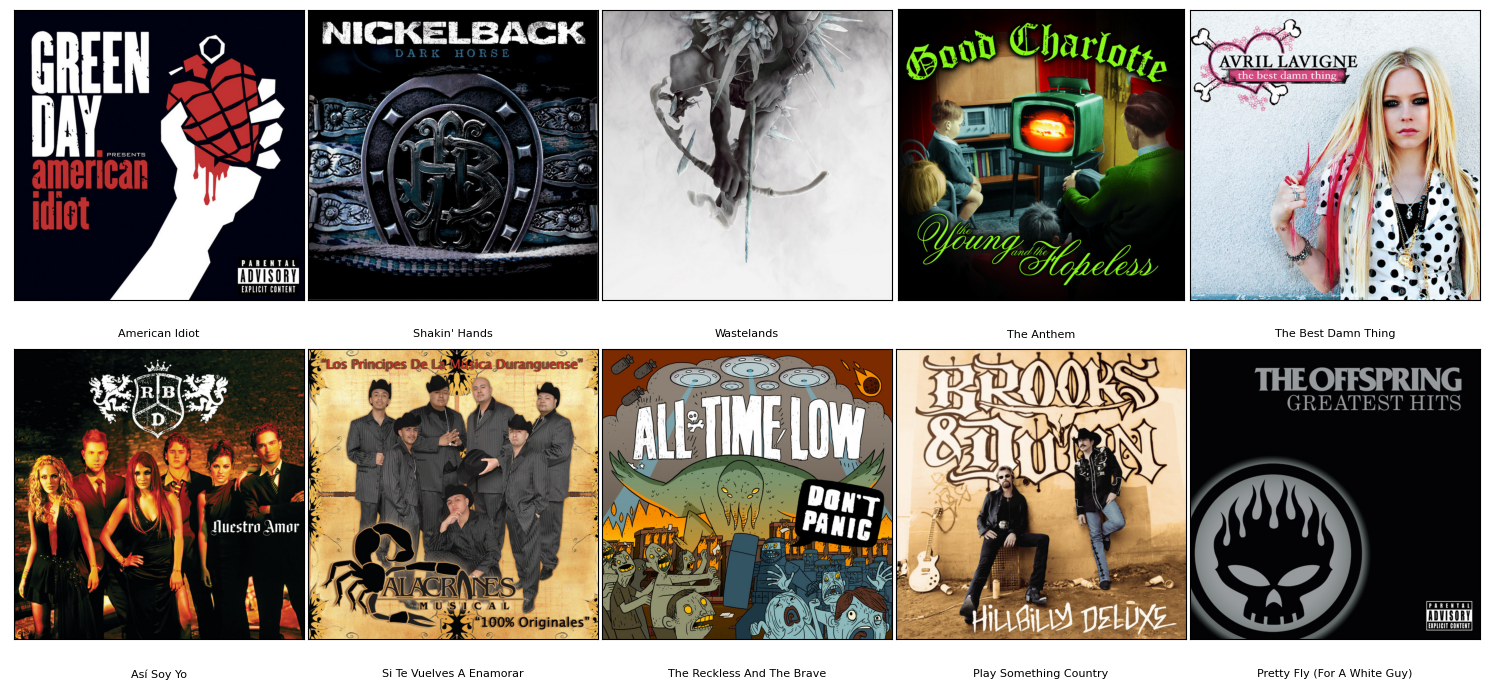 GREEN
DAY.
PRESENTS
american
idiot
PARENTAL
ADVISORY
EXPLICIT CONTENT
NICKELBACK
DARK HORSE
Good Charlotte
the
Young
and the
Hopeless
AVRIL LAVIGNE
the best damn thing
American Idiot
Shakin' Hands
Wastelands
The Anthem
The Best Damn Thing
R B
D
Nuestro Amor
"Los Principes De La Música Duranguense"
ALACRANES
MUSICAL
"100% Originales"
ALL TIME LOW
DON'T
PANIC
BROOKS
& DUNN
HILLBILLY DELUXE
THE OFFSPRING
GREATEST HITS
PARENTAL
ADVISORY
EXPLICIT CONTENT
Así Soy Yo
Si Te Vuelves A Enamorar
The Reckless And The Brave
Play Something Country
Pretty Fly (For A White Guy)